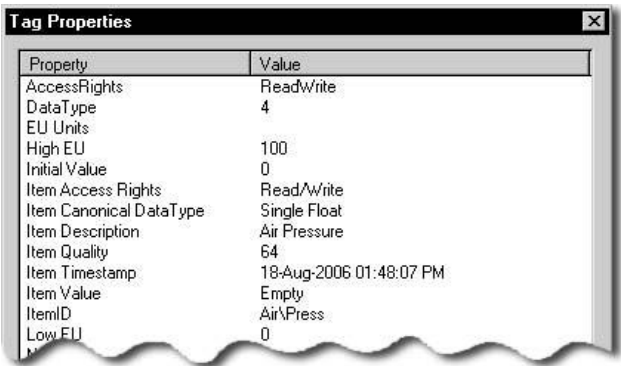 Tag Properties
Property Value
AccessRights ReadWrite
DataType 4
EU Units
High EU 100
Initial Value 0
Item Access Rights Read/Write
Item Canonical DataType Single Float
Item Description Air Pressure
Item Quality 64
Item Timestamp 18-Aug-2006 01:48:07 PM
Item Value Empty
ItemID Air\Press
Low EU 0